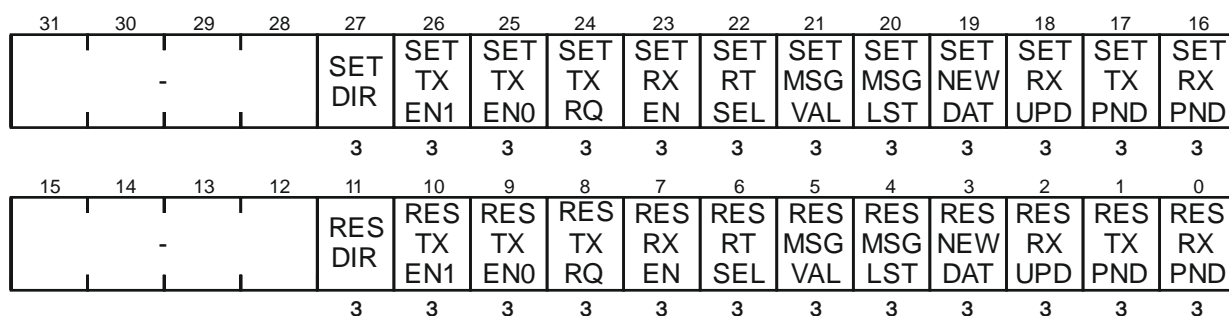 31 30 29 28 27 26 25 24 23 22 21 20 19 18 17 16
- SET DIR SET TX EN1 SET TX EN0 SET TX RQ SET RX EN SET RT SEL SET MSG VAL SET MSG LST SET NEW DAT SET RX UPD SET TX PND SET RX PND
3 3 3 3 3 3 3 3 3 3 3 3
15 14 13 12 11 10 9 8 7 6 5 4 3 2 1 0
- RES DIR RES TX EN1 RES TX EN0 RES TX RQ RES RX EN RES RT SEL RES MSG VAL RES MSG LST RES NEW DAT RES RX UPD RES TX PND RES RX PND
3 3 3 3 3 3 3 3 3 3 3 3